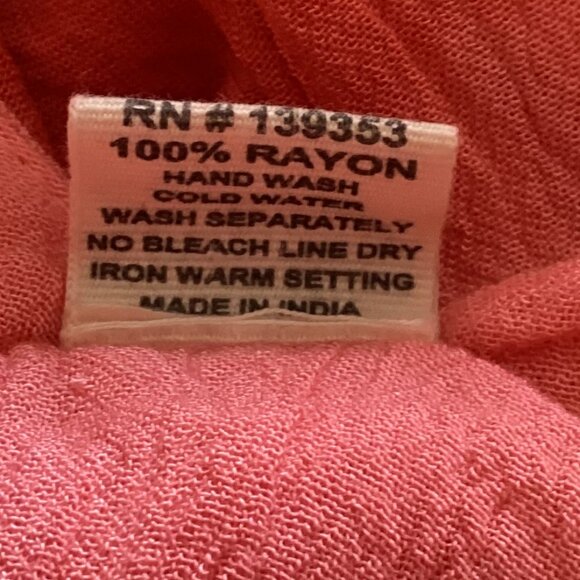 RN # 139353
100% RAYON
HAND WASH
COLD WATER
WASH SEPARATELY
NO BLEACH LINE DRY
IRON WARM SETTING
MADE IN INDIA